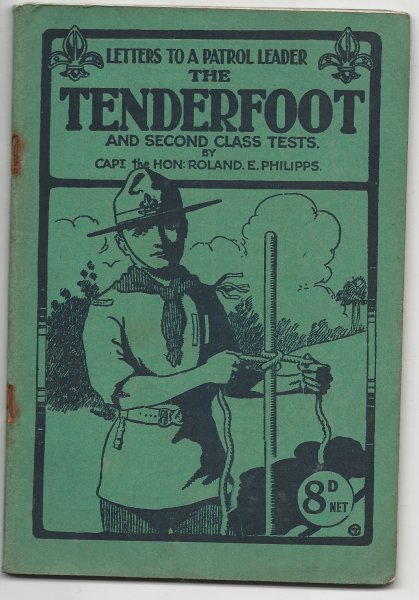 LETTERS TO A PATROL LEADER
THE
TENDERFOOT
AND SECOND CLASS TESTS.
BY
CAPT the HON: ROLAND. E. PHILIPPS.
8D
NET